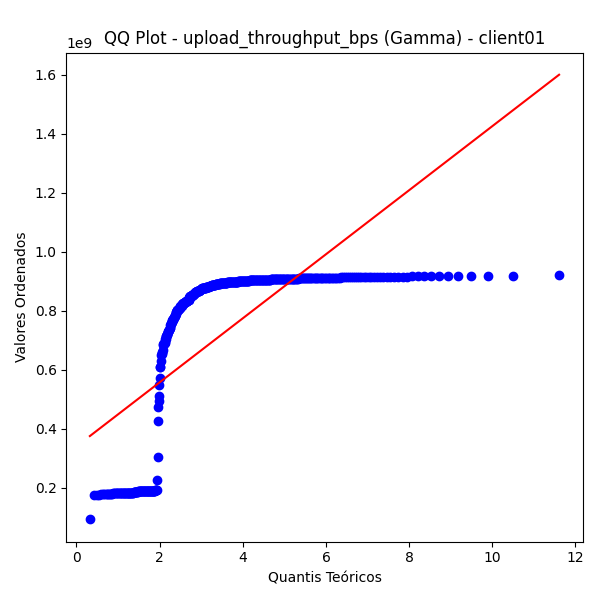 QQ Plot - upload_throughput_bps (Gamma) - client01
1e9
1.6
1.4
1.2
1.0
0.8
0.6
0.4
0.2
Valores Ordenados
0 2 4 6 8 10 12
Quantis Teóricos